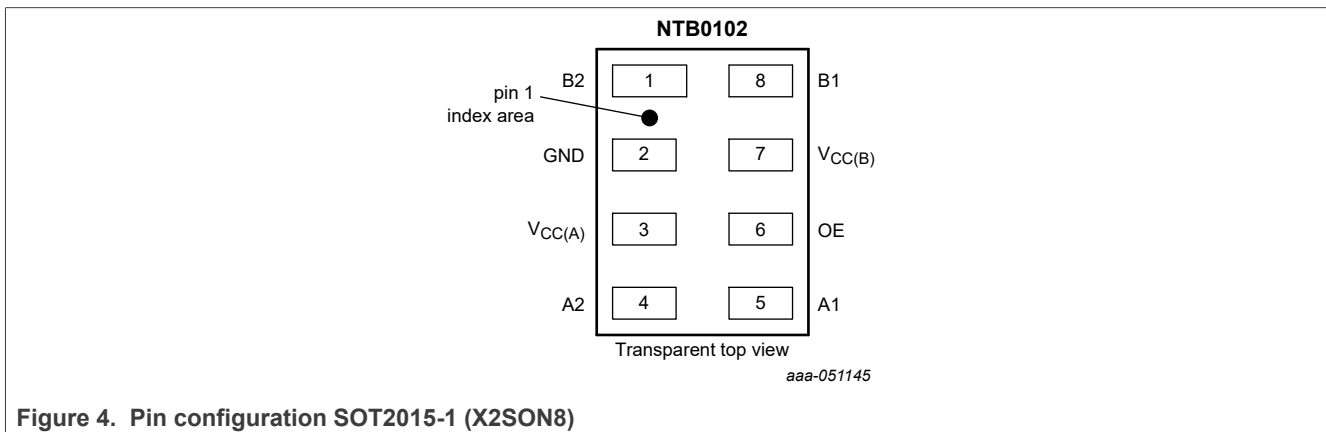 NTB0102
B2 1 8 B1
pin 1
index area
GND 2 7 VCC(B)
VCC(A) 3 6 OE
A2 4 5 A1
Transparent top view
aaa-051145
Figure 4. Pin configuration SOT2015-1 (X2SON8)